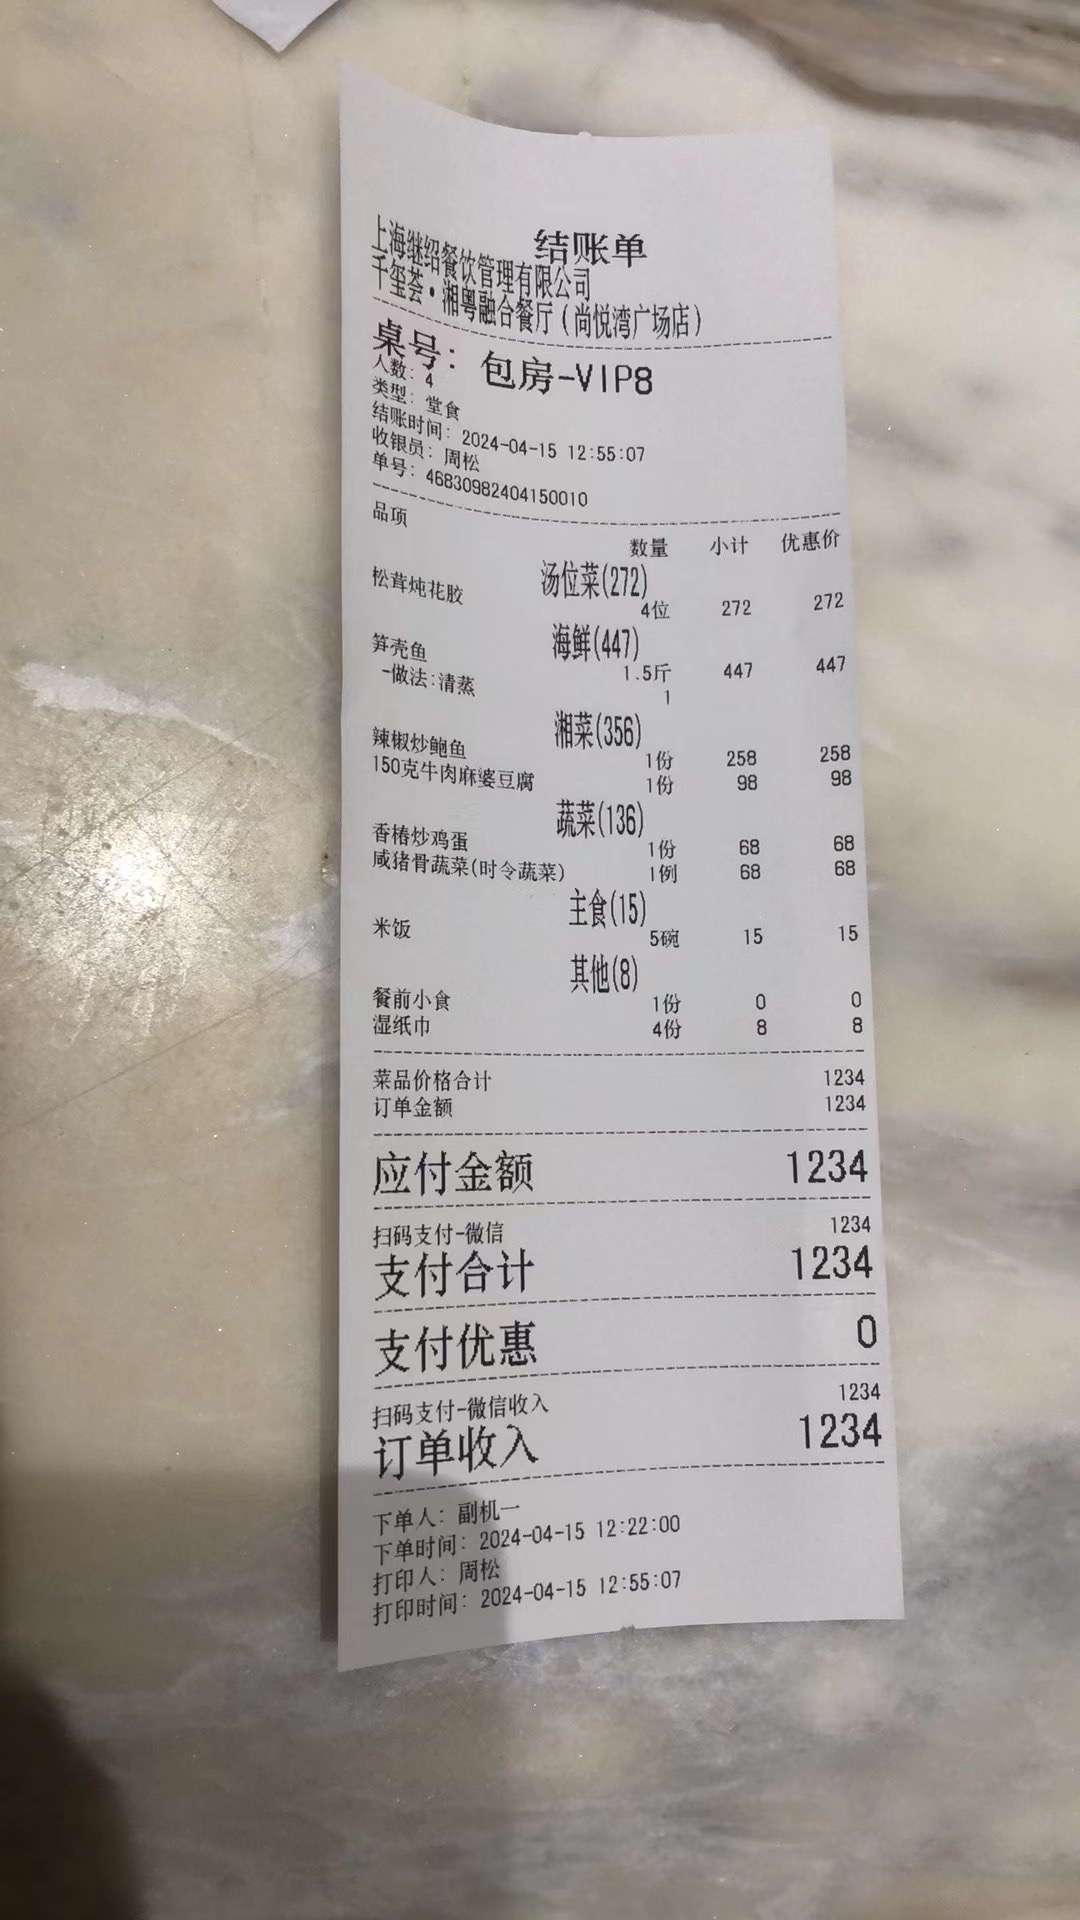 结账单
上海继绍餐饮管理有限公司
千玺荟·湘粤融合餐厅(尚悦湾广场店)
桌号: 包房-VIP8
人数: 4
类型: 堂食
结账时间: 2024-04-15 12:55:07
收银员: 周松
单号: 46830982404150010
品项 数量 小计 优惠价
汤位菜(272)
松茸炖花胶 4位 272 272
海鲜(447)
笋壳鱼 1.5斤 447 447
-做法:清蒸 1
湘菜(356)
辣椒炒鲍鱼 1份 258 258
150克牛肉麻婆豆腐 1份 98 98
蔬菜(136)
香椿炒鸡蛋 1份 68 68
咸猪骨蔬菜(时令蔬菜) 1例 68 68
主食(15)
米饭 5碗 15 15
其他(8)
餐前小食 1份 0 0
湿纸巾 4份 8 8
菜品价格合计 1234
订单金额 1234
应付金额 1234
扫码支付-微信 1234
支付合计 1234
支付优惠 0
扫码支付-微信收入 1234
订单收入 1234
下单人: 副机一
下单时间: 2024-04-15 12:22:00
打印人: 周松
打印时间: 2024-04-15 12:55:07